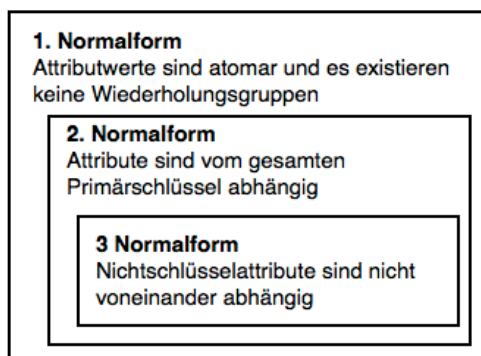 1. Normalform
Attributwerte sind atomar und es existieren
keine Wiederholungsgruppen
2. Normalform
Attribute sind vom gesamten
Primärschlüssel abhängig
3 Normalform
Nichtschlüsselattribute sind nicht
voneinander abhängig